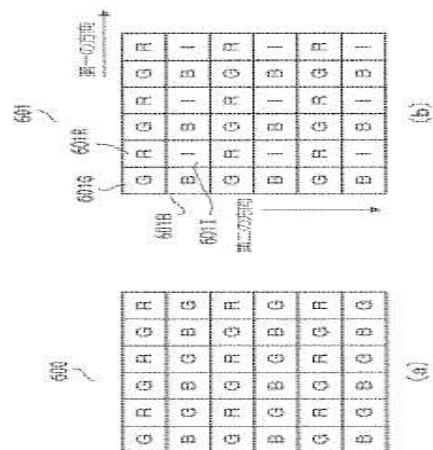 600
G R G R G R
B G B G B G
G R G R G R
B G B G B G
G R G R G R
B G B G B G
(a)
601
第一の方向
601G
601R
601B
601I
第二の方向
G R G R G R
B I B I B I
G R G R G R
B I B I B I
G R G R G R
B I B I B I
(b)